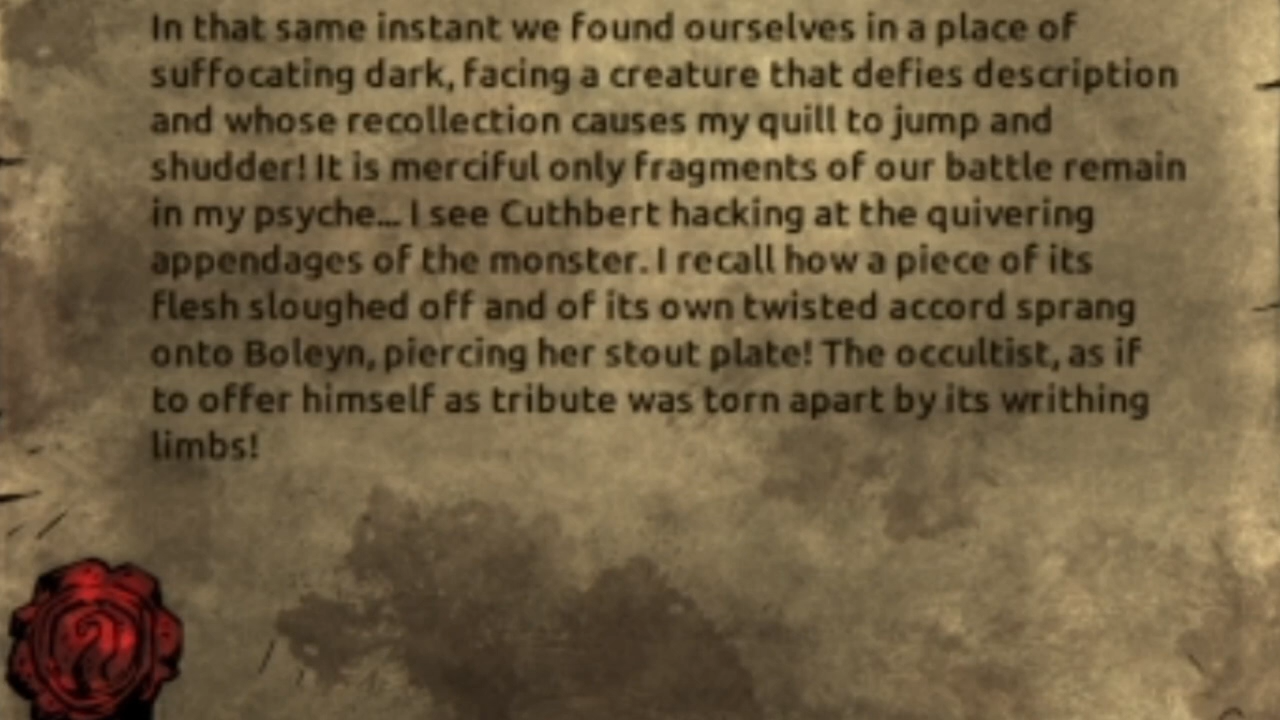 In that same instant we found ourselves in a place of
suffocating dark, facing a creature that defies description
and whose recollection causes my quill to jump and
shudder! It is merciful only fragments of our battle remain
in my psyche... I see Cuthbert hacking at the quivering
appendages of the monster. I recall how a piece of its
flesh sloughed off and of its own twisted accord sprang
onto Boleyn, piercing her stout plate! The occultist, as if
to offer himself as tribute was torn apart by its writhing
limbs!